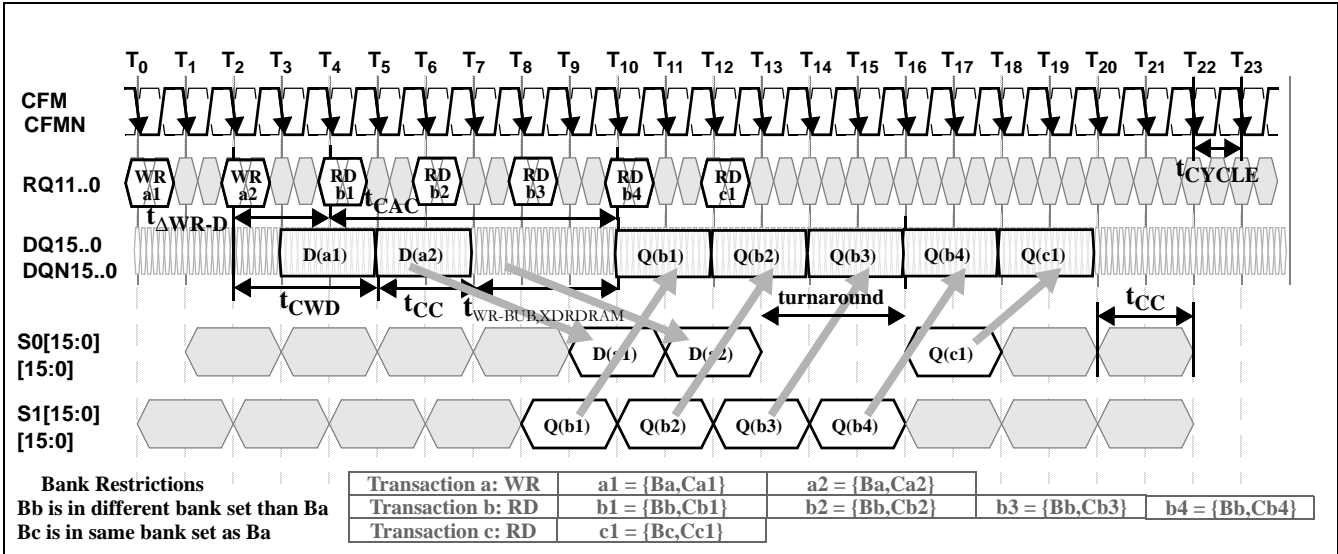 T0 T1 T2 T3 T4 T5 T6 T7 T8 T9 T10 T11 T12 T13 T14 T15 T16 T17 T18 T19 T20 T21 T22 T23
CFM
CFMN
RQ11..0
WR a1
WR a2
RD b1
RD b2
RD b3
RD b4
RD c1
tCYCLE
tΔWR-D
tCAC
DQ15..0
DQN15..0
D(a1) D(a2) Q(b1) Q(b2) Q(b3) Q(b4) Q(c1)
tCWD tCC tWR-BUB,XDRDRAM turnaround tCC
S0[15:0]
[15:0]
D(a1) D(a2) Q(c1)
S1[15:0]
[15:0]
Q(b1) Q(b2) Q(b3) Q(b4)
Bank Restrictions
Bb is in different bank set than Ba
Bc is in same bank set as Ba
Transaction a: WR a1 = {Ba,Ca1} a2 = {Ba,Ca2}
Transaction b: RD b1 = {Bb,Cb1} b2 = {Bb,Cb2} b3 = {Bb,Cb3} b4 = {Bb,Cb4}
Transaction c: RD c1 = {Bc,Cc1}